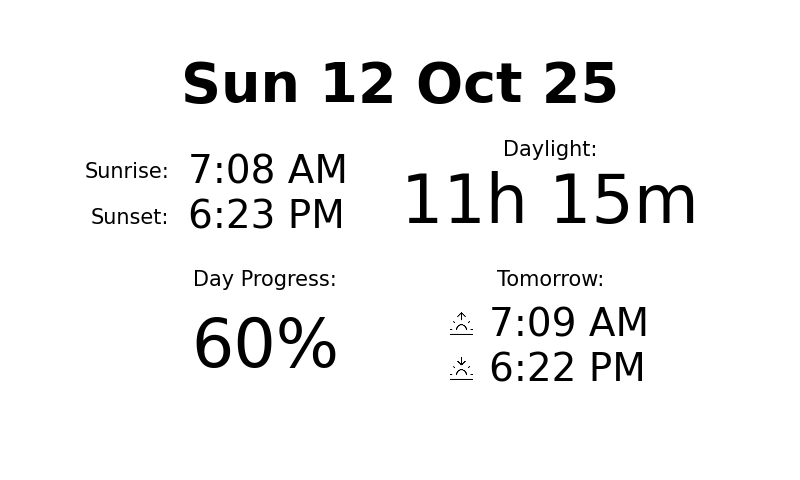 Sun 12 Oct 25
Sunrise: 7:08 AM
Sunset: 6:23 PM
Daylight:
11h 15m
Day Progress:
60%
Tomorrow:
7:09 AM
6:22 PM